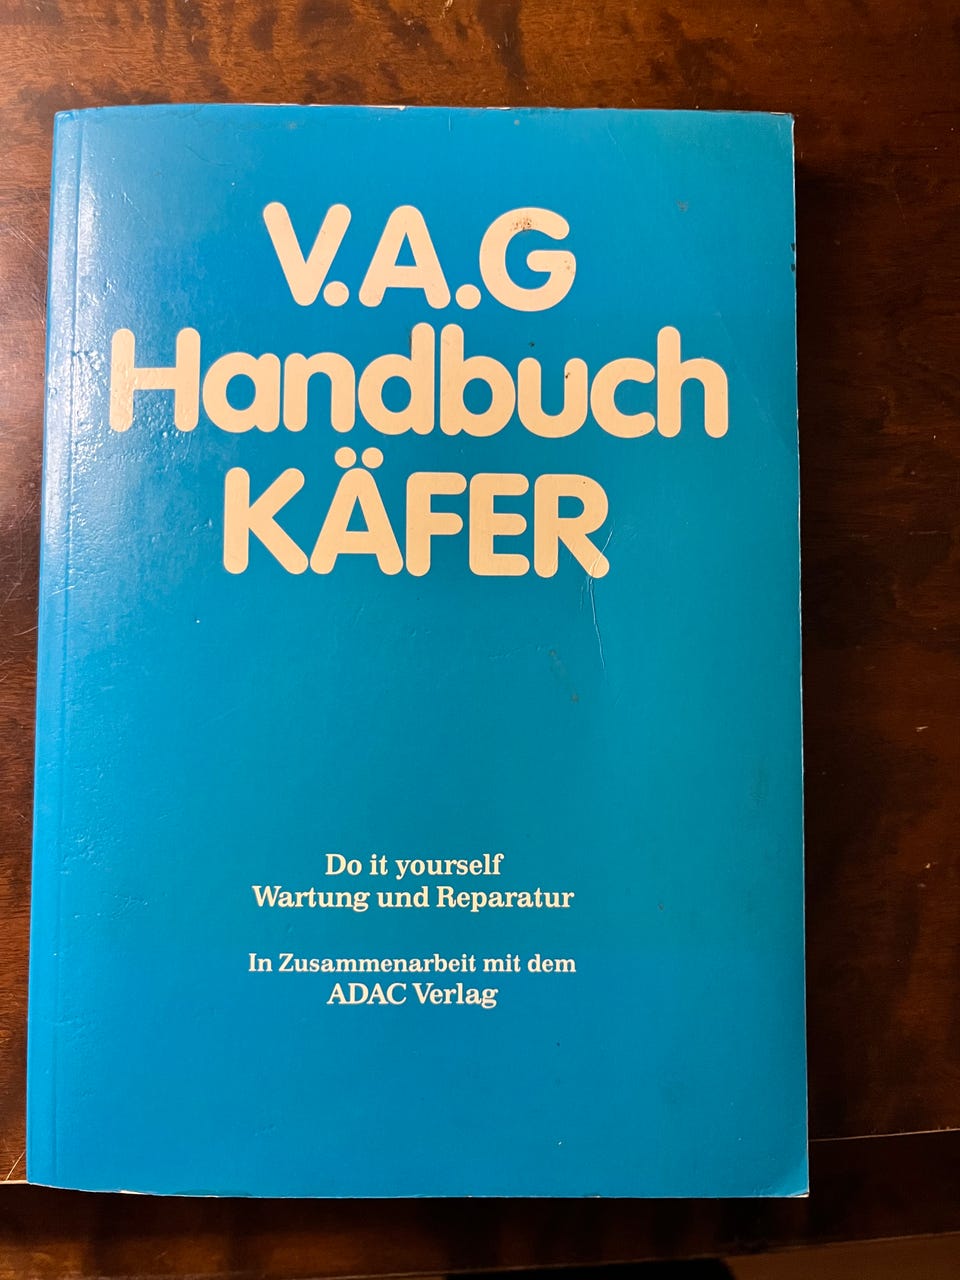 V.A.G
Handbuch
KÄFER
Do it yourself
Wartung und Reparatur
In Zusammenarbeit mit dem
ADAC Verlag